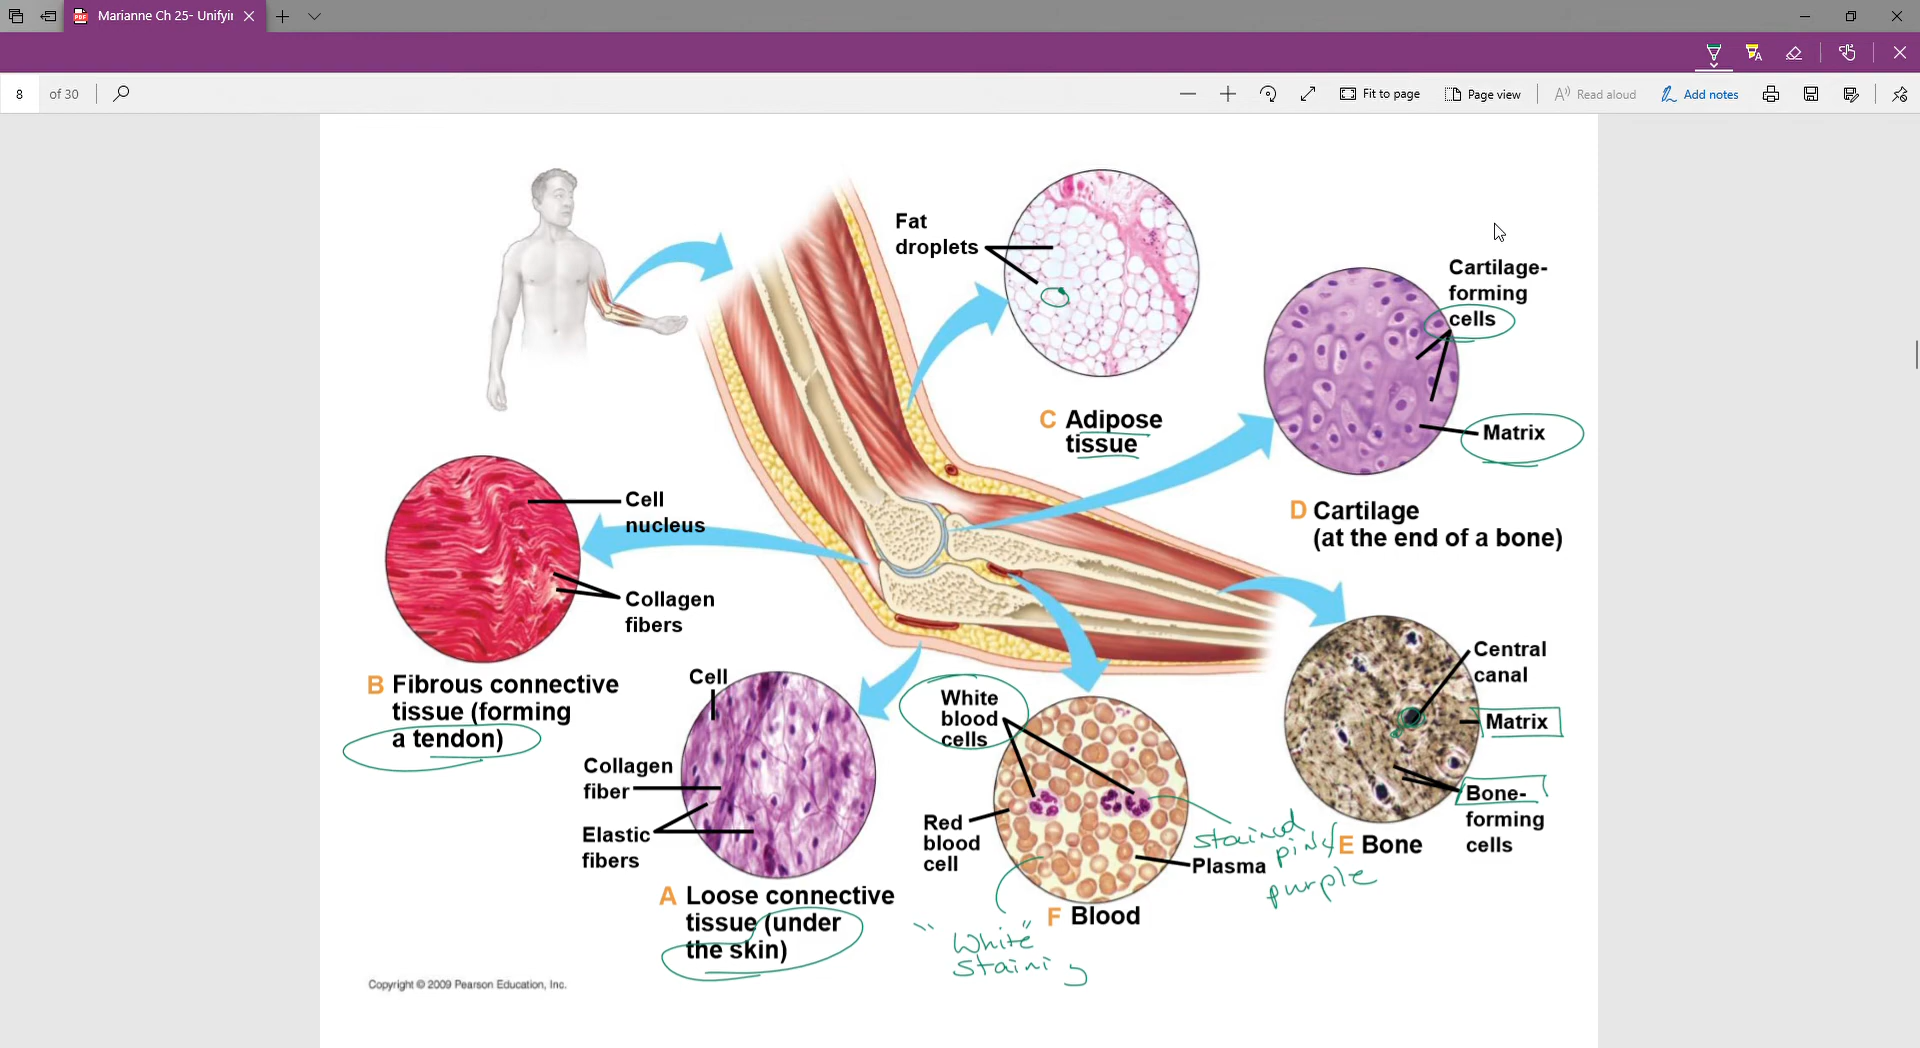 Marianne Ch 25- Unifyi
8 of 30
Fit to page
Page view
Read aloud
Add notes
Fat
droplets
C Adipose
tissue
Cartilage-
forming
cells
Matrix
D Cartilage
(at the end of a bone)
Cell
nucleus
Collagen
fibers
B Fibrous connective
tissue (forming
a tendon)
Cell
Collagen
fiber
Elastic
fibers
A Loose connective
tissue (under
the skin)
White
blood
cells
Red
blood
cell
Plasma
F Blood
"White"
staining
stained
pink/
purple
Central
canal
Matrix
Bone-
forming
cells
E Bone
Copyright © 2009 Pearson Education, Inc.